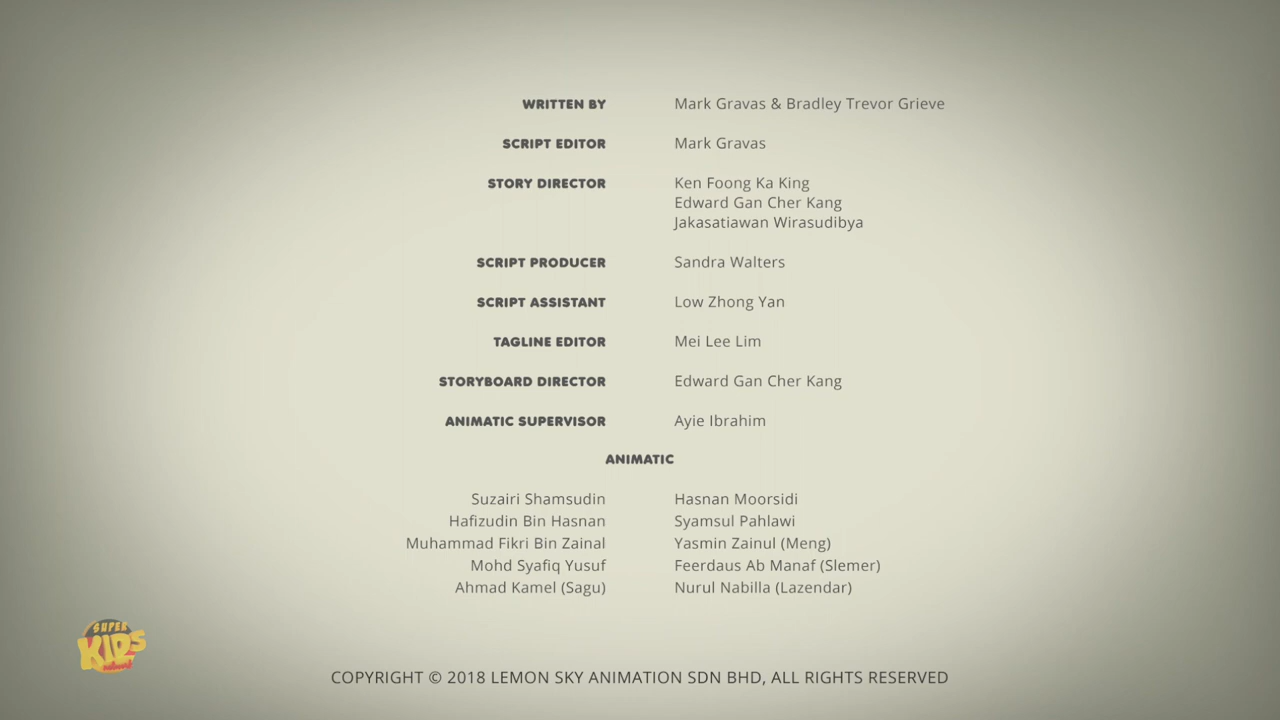 WRITTEN BY Mark Gravas & Bradley Trevor Grieve
SCRIPT EDITOR Mark Gravas
STORY DIRECTOR Ken Foong Ka King
Edward Gan Cher Kang
Jakasatiawan Wirasudibya
SCRIPT PRODUCER Sandra Walters
SCRIPT ASSISTANT Low Zhong Yan
TAGLINE EDITOR Mei Lee Lim
STORYBOARD DIRECTOR Edward Gan Cher Kang
ANIMATIC SUPERVISOR Ayie Ibrahim
ANIMATIC
Suzairi Shamsudin Hasnan Moorsidi
Hafizudin Bin Hasnan Syamsul Pahlawi
Muhammad Fikri Bin Zainal Yasmin Zainul (Meng)
Mohd Syafiq Yusuf Feerdaus Ab Manaf (Slemer)
Ahmad Kamel (Sagu) Nurul Nabilla (Lazendar)
SUPER
KIDS
network
COPYRIGHT © 2018 LEMON SKY ANIMATION SDN BHD, ALL RIGHTS RESERVED